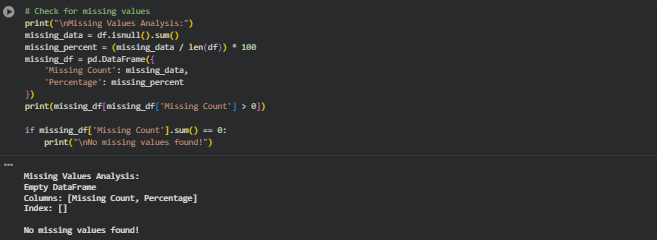 # Check for missing values
print("\nMissing Values Analysis:")
missing_data = df.isnull().sum()
missing_percent = (missing_data / len(df)) * 100
missing_df = pd.DataFrame({
    'Missing Count': missing_data,
    'Percentage': missing_percent
})
print(missing_df[missing_df['Missing Count'] > 0])

if missing_df['Missing Count'].sum() == 0:
    print("\nNo missing values found!")

Missing Values Analysis:
Empty DataFrame
Columns: [Missing Count, Percentage]
Index: []

No missing values found!